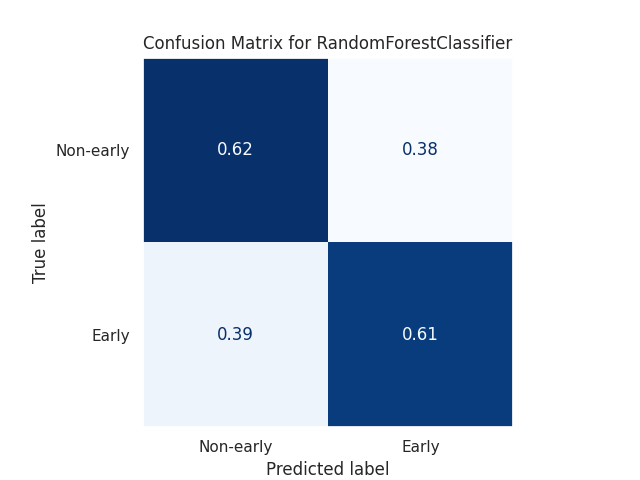 Confusion Matrix for RandomForestClassifier
True label
Non-early
0.62
0.38
Early
0.39
0.61
Non-early
Early
Predicted label